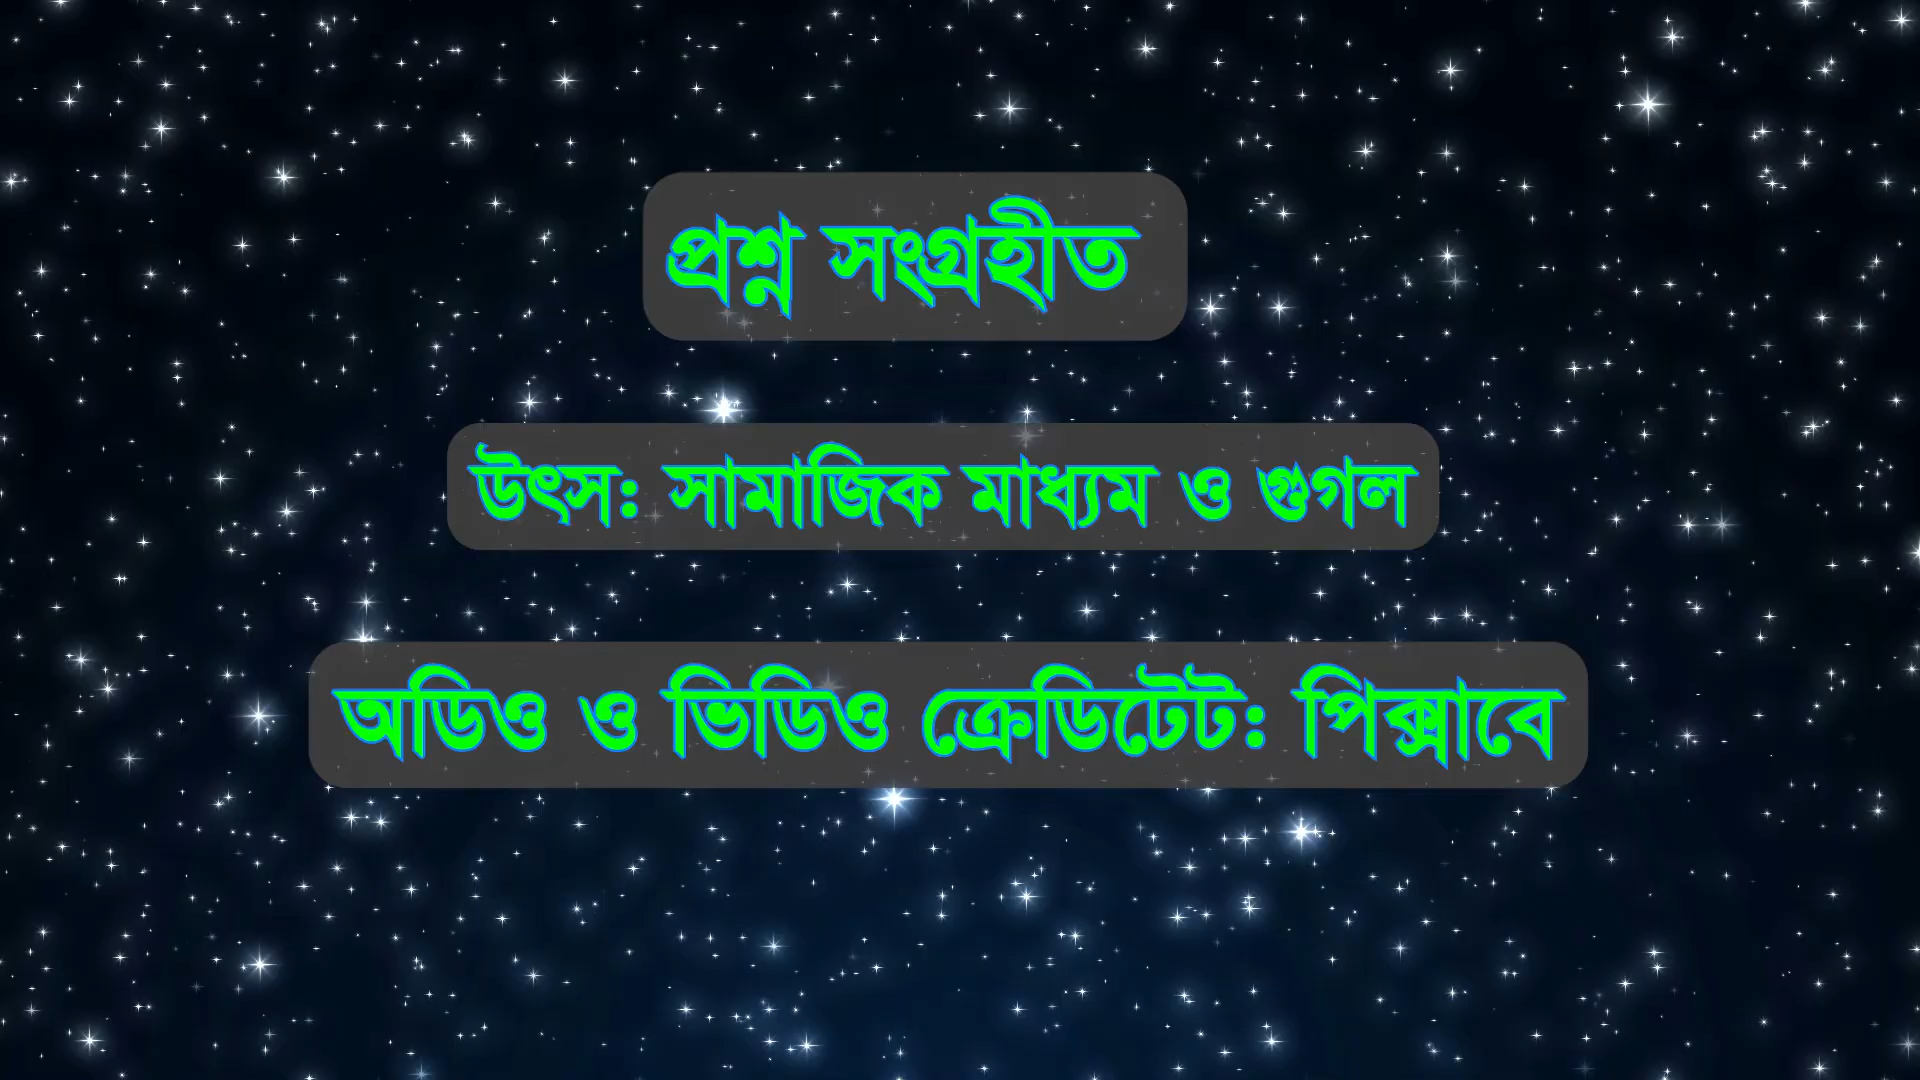 প্রশ্ন সংগ্রহীত
উৎস: সামাজিক মাধ্যম ও গুগল
অডিও ও ভিডিও ক্রেডিটেট: পিক্সাবে